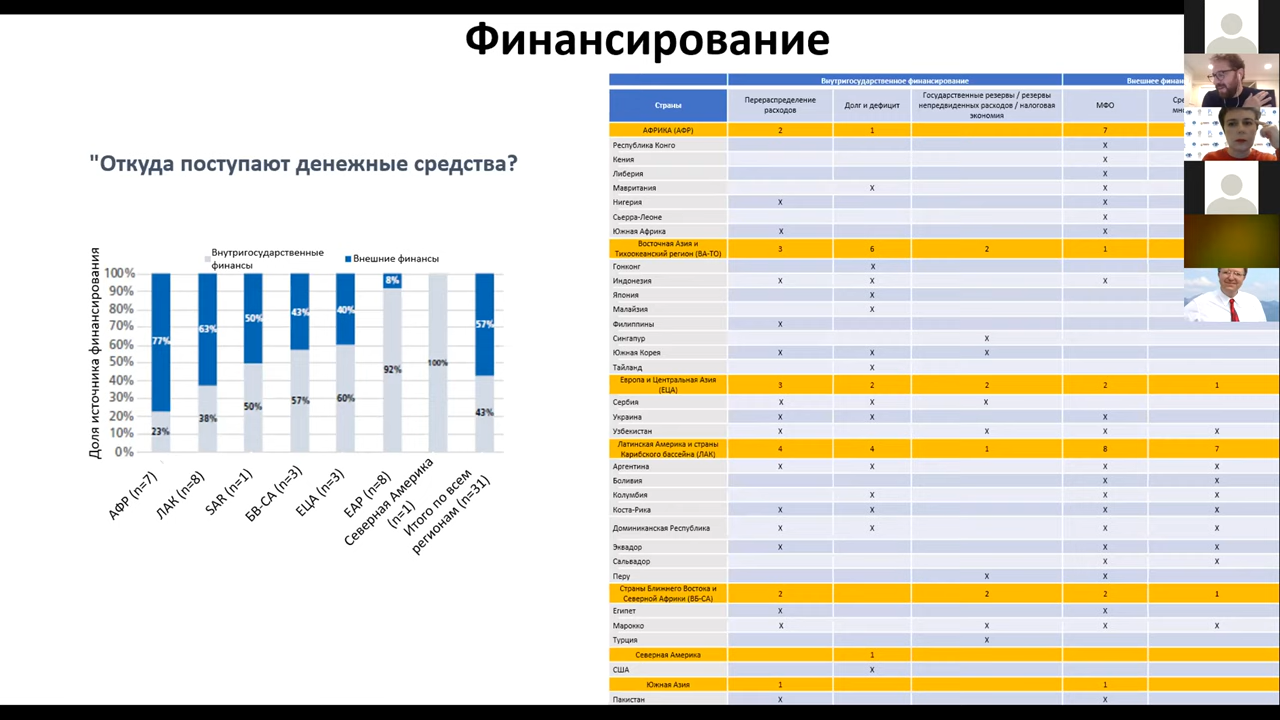 Финансирование
"Откуда поступают денежные средства?
Доля источника финансирования
Внутригосударственные
финансы
Внешние финансы
100%
90%
80%
70%
60%
50%
40%
30%
20%
10%
0%
77% 63% 50% 43% 40% 8% 57%
23% 38% 50% 57% 60% 92% 100% 43%
АФР (n=7)
ЛАК (n=8)
SAR (n=1)
БВ-СА (n=3)
ЕЦА (n=3)
EAP (n=8)
Северная Америка
(n=1)
Итого по всем
регионам (n=31)
Внутригосударственное финансирование Внешнее финан
Страны
Перераспределение
расходов
Долг и дефицит
Государственные резервы / резервы
непредвиденных расходов / налоговая
экономия
МФО
Сре
мн
АФРИКА (АФР) 2 1 7
Республика Конго X
Кения X
Либерия X
Мавритания X X
Нигерия X X
Сьерра-Леоне X
Южная Африка X X
Восточная Азия и
Тихоокеанский регион (ВА-ТО) 3 6 2 1
Гонконг X
Индонезия X X X
Япония X
Малайзия X
Филиппины X
Сингапур X
Южная Корея X X X
Тайланд X
Европа и Центральная Азия
(ЕЦА) 3 2 2 2 1
Сербия X X X
Украина X X X
Узбекистан X X X X
Латинская Америка и страны
Карибского бассейна (ЛАК) 4 4 1 8 7
Аргентина X X X X
Боливия X X
Колумбия X X X
Коста-Рика X X X X
Доминиканская Республика X X X X
Эквадор X X X
Сальвадор X X
Перу X X
Страны Ближнего Востока и
Северной Африки (ВБ-СА) 2 2 2 1
Египет X X
Марокко X X X X
Турция X
Северная Америка 1
США X
Южная Азия 1 1
Пакистан X X